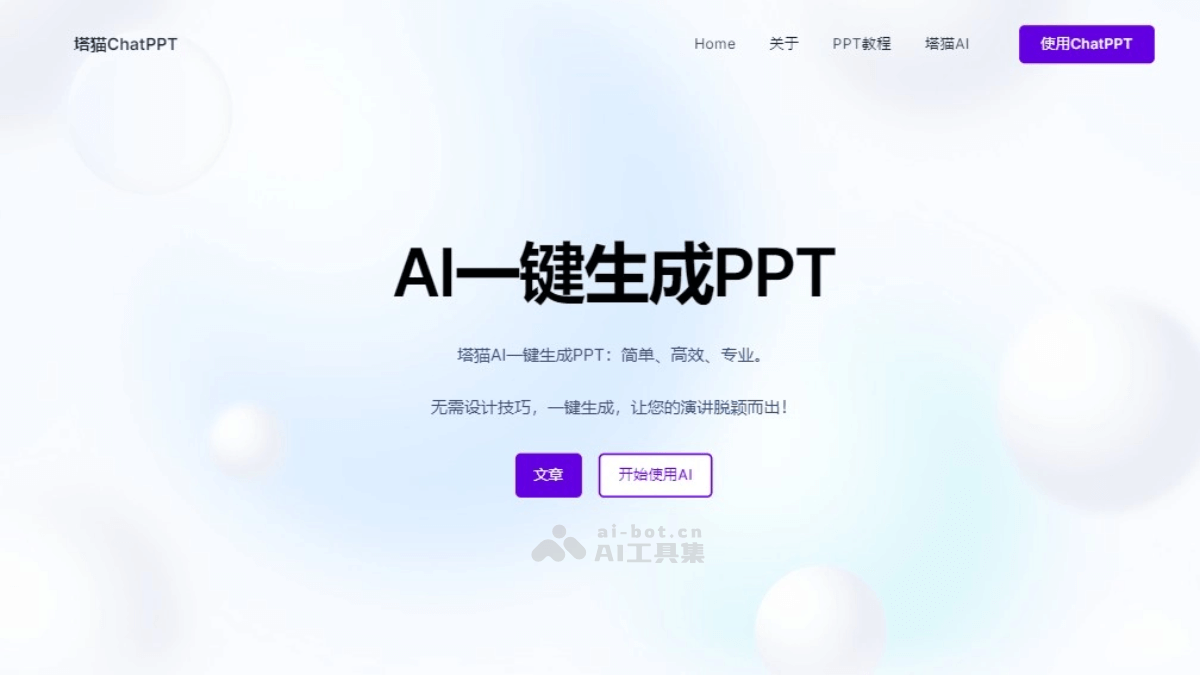 塔猫ChatPPT
Home 关于 PPT教程 塔猫AI 使用ChatPPT
AI一键生成PPT
塔猫AI一键生成PPT：简单、高效、专业。
无需设计技巧，一键生成，让您的演讲脱颖而出！
文章 开始使用AI
ai-bot.cn
AI工具集